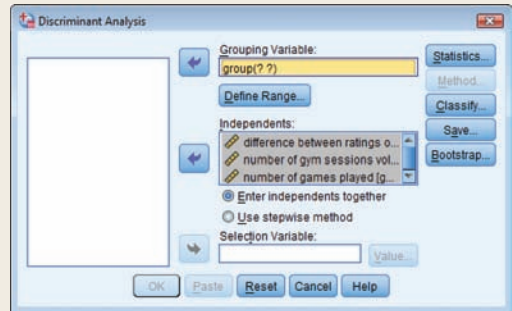 Discriminant Analysis
Grouping Variable:
group(? ?)
Define Range...
Independents:
difference between ratings o...
number of gym sessions vol...
number of games played [g...
Enter independents together
Use stepwise method
Selection Variable:
Value...
Statistics...
Method...
Classify...
Save...
Bootstrap...
OK Paste Reset Cancel Help